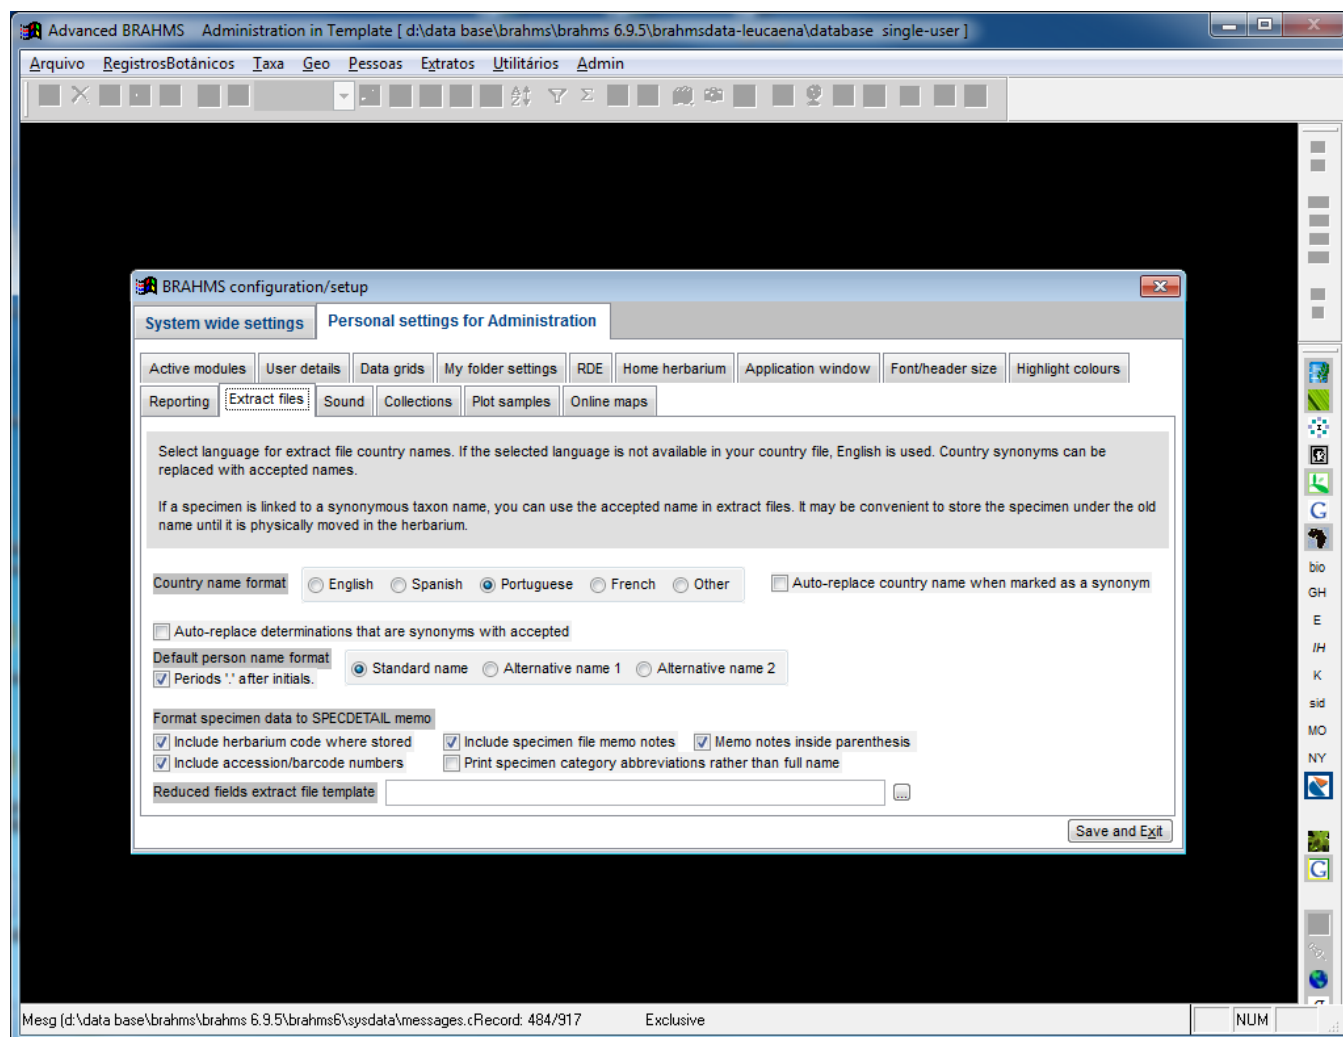 Advanced BRAHMS Administration in Template [ d:\data base\brahms\brahms 6.9.5\brahmsdata-leucaena\database single-user ]
Arquivo RegistrosBotânicos Taxa Geo Pessoas Extratos Utilitários Admin
BRAHMS configuration/setup
System wide settings Personal settings for Administration
Active modules User details Data grids My folder settings RDE Home herbarium Application window Font/header size Highlight colours
Reporting Extract files Sound Collections Plot samples Online maps
Select language for extract file country names. If the selected language is not available in your country file, English is used. Country synonyms can be
replaced with accepted names.
If a specimen is linked to a synonymous taxon name, you can use the accepted name in extract files. It may be convenient to store the specimen under the old
name until it is physically moved in the herbarium.
Country name format English Spanish Portuguese French Other Auto-replace country name when marked as a synonym
Auto-replace determinations that are synonyms with accepted
Default person name format
Standard name Alternative name 1 Alternative name 2
Periods '.' after initials.
Format specimen data to SPECDETAIL memo
Include herbarium code where stored Include specimen file memo notes Memo notes inside parenthesis
Include accession/barcode numbers Print specimen category abbreviations rather than full name
Reduced fields extract file template ...
Save and Exit
G
bio
GH
E
IH
K
sid
MO
NY
G
Mesg (d:\data base\brahms\brahms 6.9.5\brahms6\sysdata\messages.c Record: 484/917 Exclusive NUM